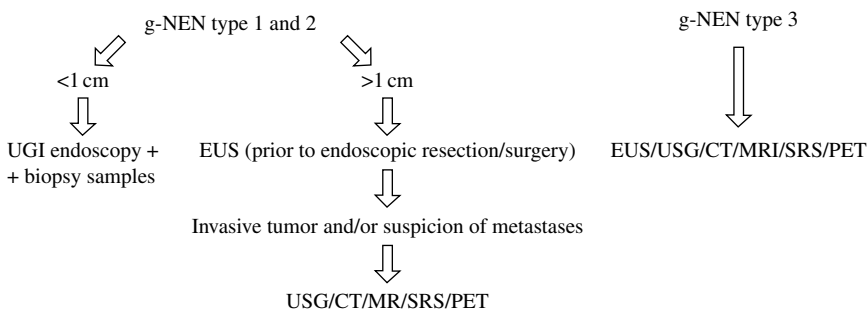 g-NEN type 1 and 2
g-NEN type 3
<1 cm
>1 cm
UGI endoscopy +
+ biopsy samples
EUS (prior to endoscopic resection/surgery)
EUS/USG/CT/MRI/SRS/PET
Invasive tumor and/or suspicion of metastases
USG/CT/MR/SRS/PET